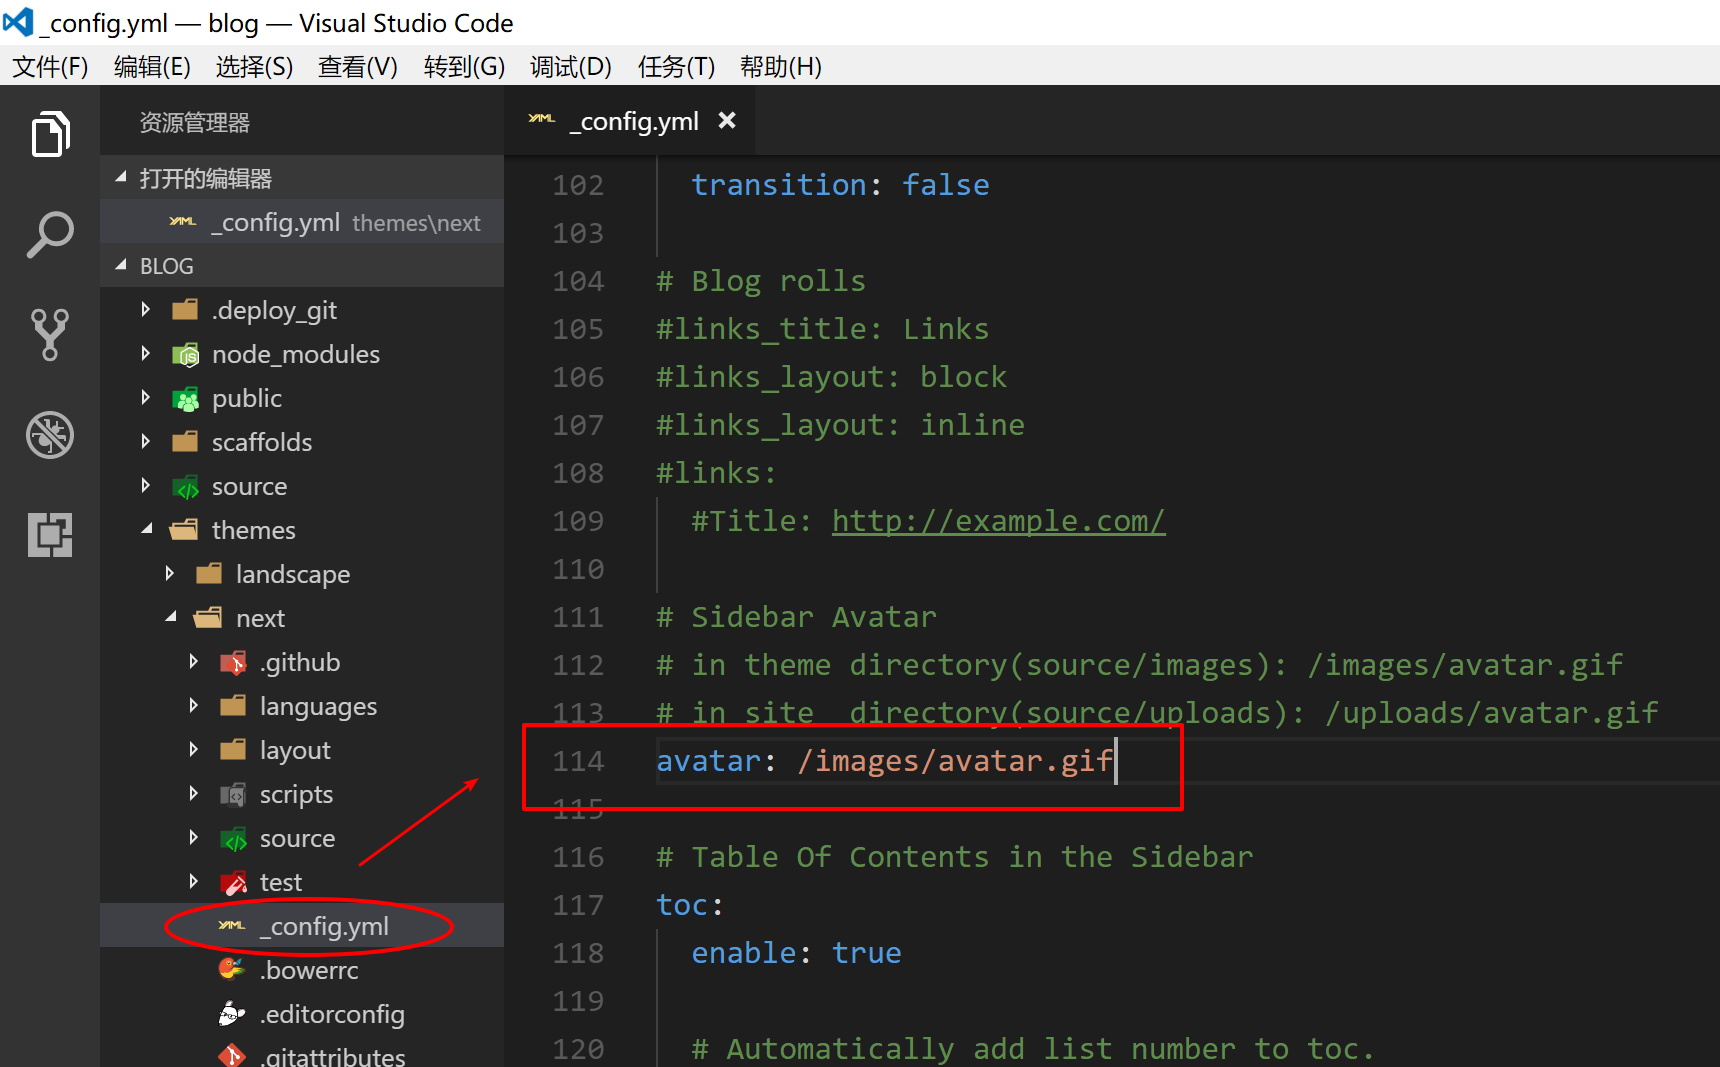 _config.yml — blog — Visual Studio Code
文件(F) 编辑(E) 选择(S) 查看(V) 转到(G) 调试(D) 任务(T) 帮助(H)
资源管理器
打开的编辑器
YAML _config.yml themes\next
BLOG
.deploy_git
node_modules
public
scaffolds
source
themes
landscape
next
.github
languages
layout
scripts
source
test
YAML _config.yml
.bowerrc
.editorconfig
.gitattributes
YAML _config.yml
102 transition: false
103
104 # Blog rolls
105 #links_title: Links
106 #links_layout: block
107 #links_layout: inline
108 #links:
109 #Title: http://example.com/
110
111 # Sidebar Avatar
112 # in theme directory(source/images): /images/avatar.gif
113 # in site  directory(source/uploads): /uploads/avatar.gif
114 avatar: /images/avatar.gif
115
116 # Table Of Contents in the Sidebar
117 toc:
118 enable: true
119
120 # Automatically add list number to toc.